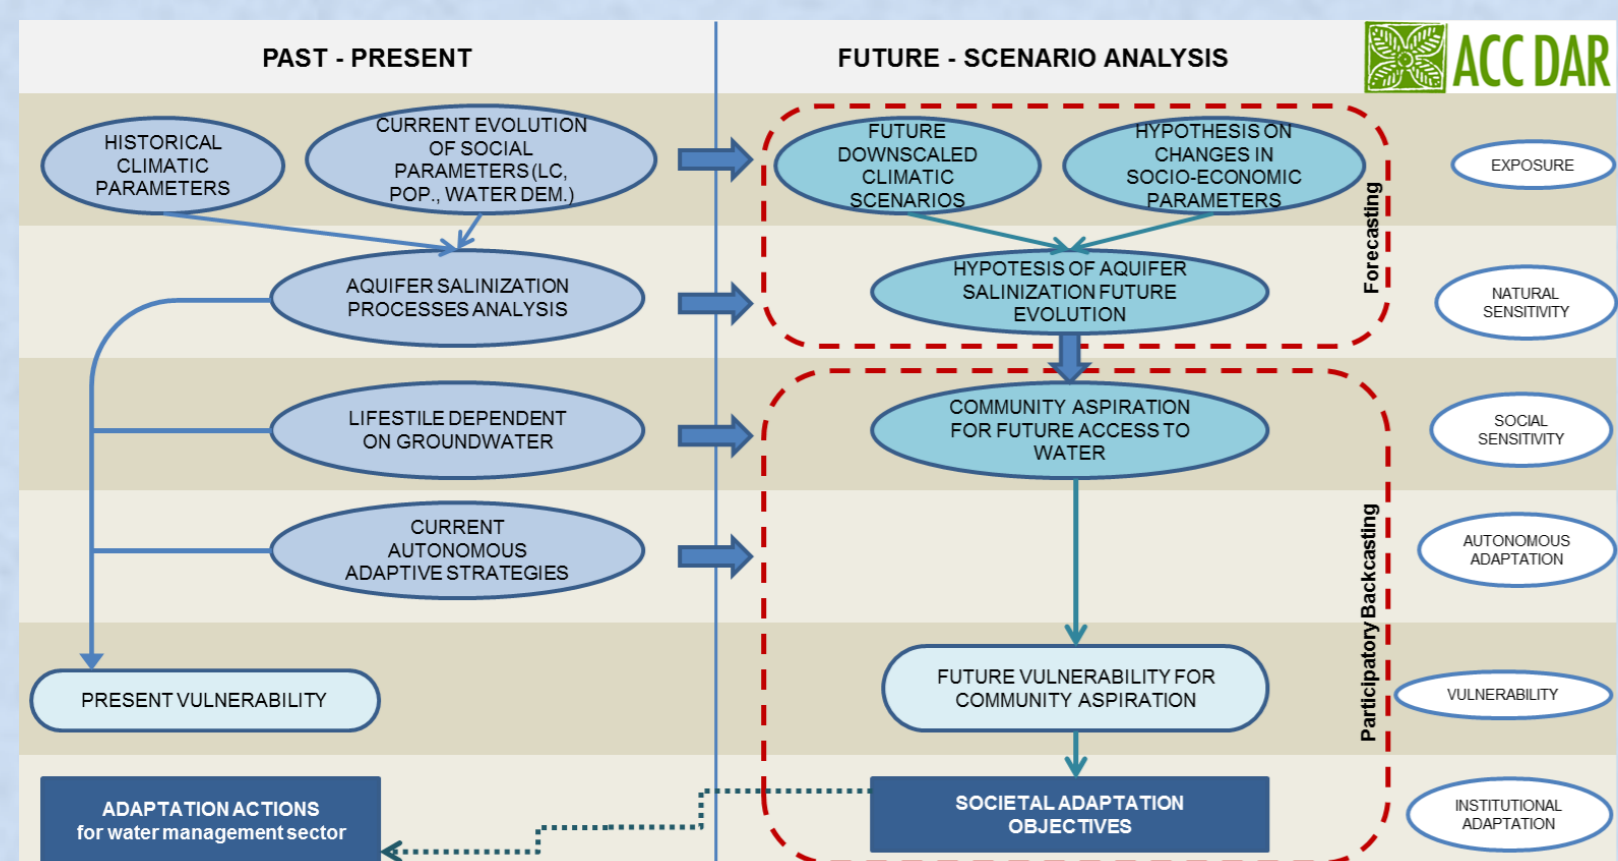 PAST - PRESENT
FUTURE - SCENARIO ANALYSIS
ACC DAR
HISTORICAL
CLIMATIC
PARAMETERS
CURRENT EVOLUTION
OF SOCIAL
PARAMETERS (LC,
POP., WATER DEM.)
FUTURE
DOWNSCALED
CLIMATIC
SCENARIOS
HYPOTHESIS ON
CHANGES IN
SOCIO-ECONOMIC
PARAMETERS
Forecasting
EXPOSURE
AQUIFER SALINIZATION
PROCESSES ANALYSIS
HYPOTESIS OF AQUIFER
SALINIZATION FUTURE
EVOLUTION
NATURAL
SENSITIVITY
LIFESTILE DEPENDENT
ON GROUNDWATER
COMMUNITY ASPIRATION
FOR FUTURE ACCESS TO
WATER
SOCIAL
SENSITIVITY
CURRENT
AUTONOMOUS
ADAPTIVE STRATEGIES
Participatory Backcasting
AUTONOMOUS
ADAPTATION
PRESENT VULNERABILITY
FUTURE VULNERABILITY FOR
COMMUNITY ASPIRATION
VULNERABILITY
ADAPTATION ACTIONS
for water management sector
SOCIETAL ADAPTATION
OBJECTIVES
INSTITUTIONAL
ADAPTATION